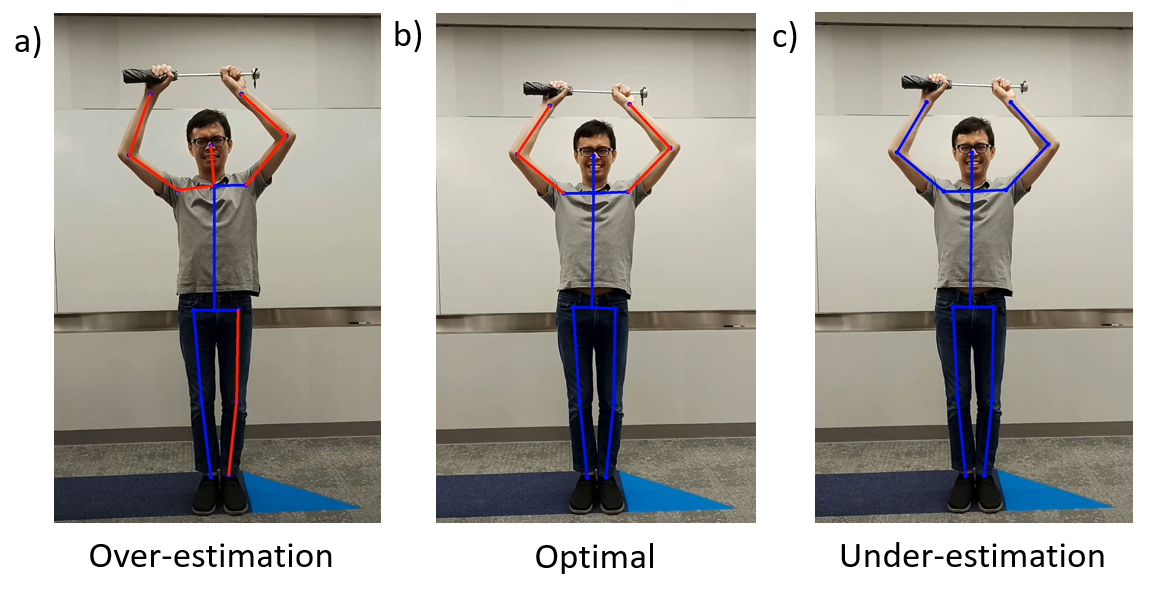 a)
b)
c)
Over-estimation
Optimal
Under-estimation